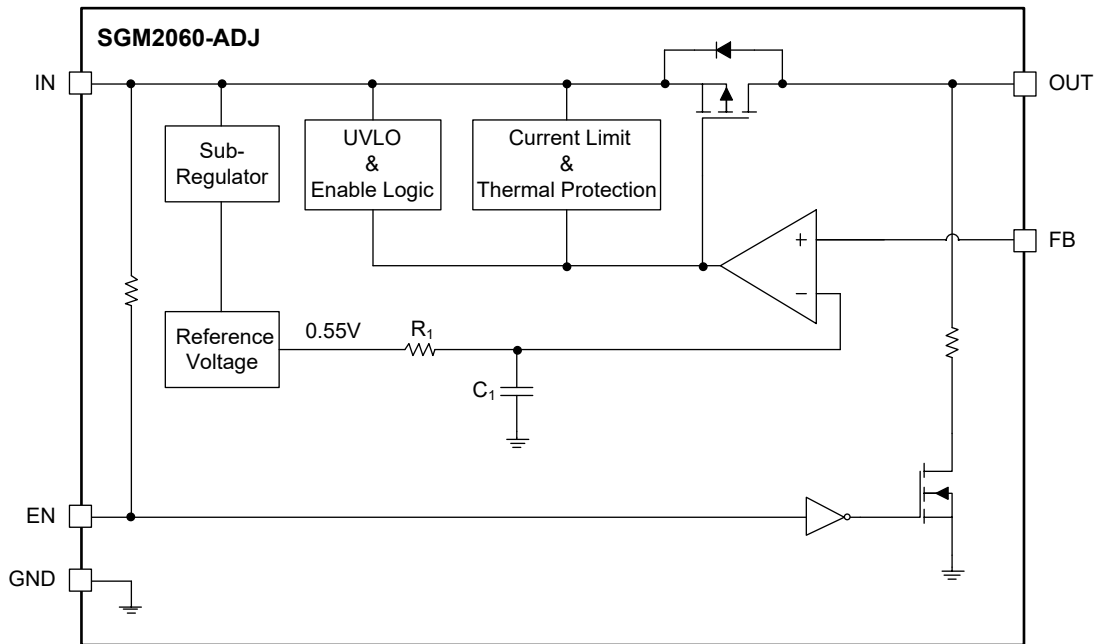 SGM2060-ADJ
IN
OUT
Sub-
Regulator
UVLO
&
Enable Logic
Current Limit
&
Thermal Protection
+
FB
−
Reference
Voltage
0.55V
R₁
C₁
EN
GND